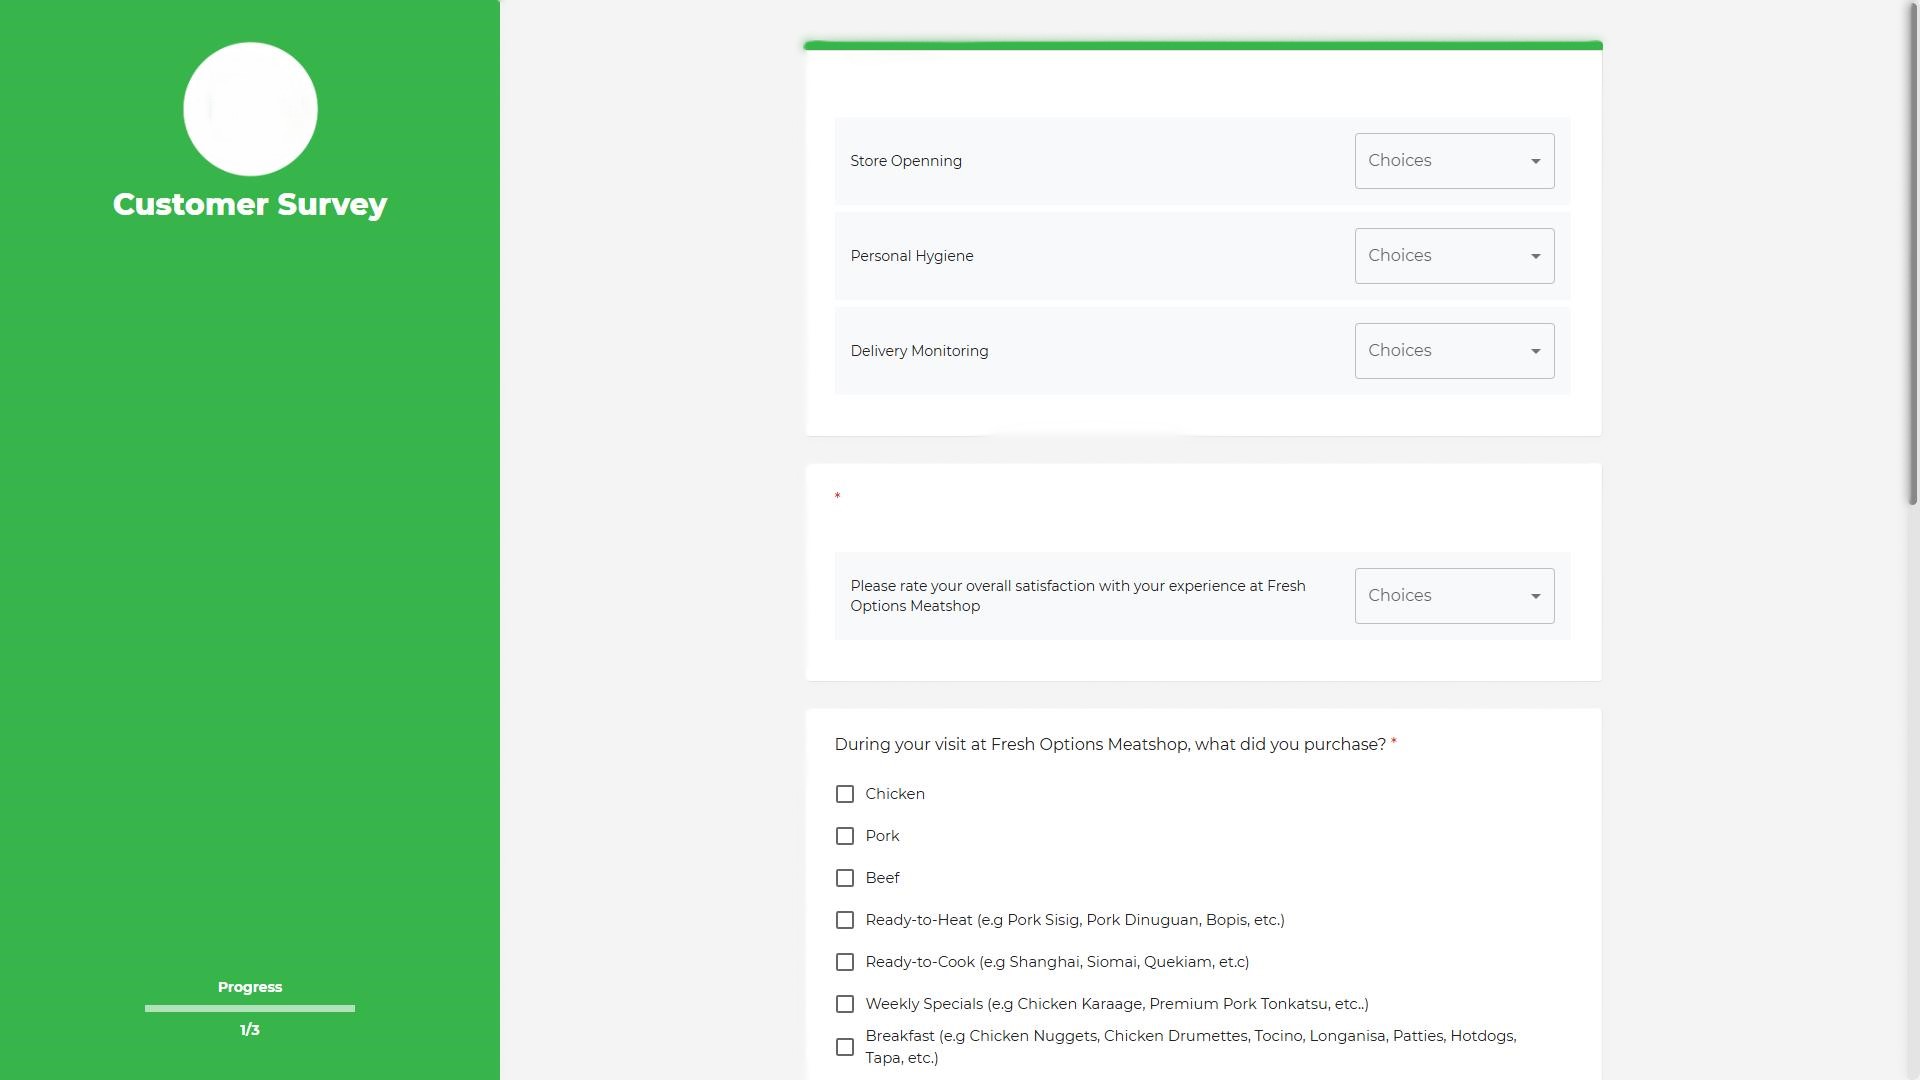 Customer Survey
Progress
1/3
Store Openning
Choices
Personal Hygiene
Choices
Delivery Monitoring
Choices
*
Please rate your overall satisfaction with your experience at Fresh
Options Meatshop
Choices
During your visit at Fresh Options Meatshop, what did you purchase? *
Chicken
Pork
Beef
Ready-to-Heat (e.g Pork Sisig, Pork Dinuguan, Bopis, etc.)
Ready-to-Cook (e.g Shanghai, Siomai, Quekiam, et.c)
Weekly Specials (e.g Chicken Karaage, Premium Pork Tonkatsu, etc..)
Breakfast (e.g Chicken Nuggets, Chicken Drumettes, Tocino, Longanisa, Patties, Hotdogs,
Tapa, etc.)